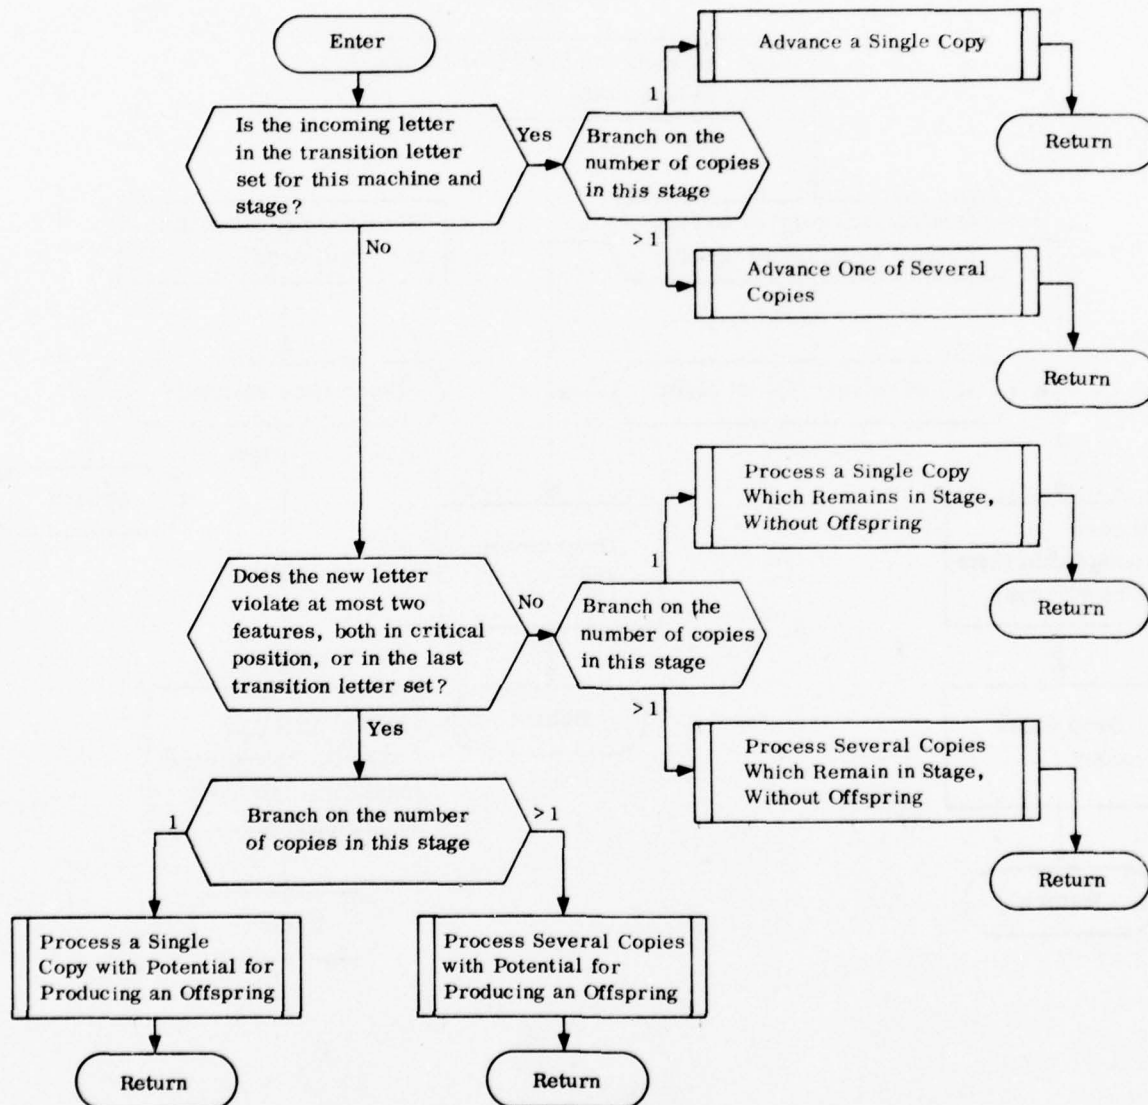 Enter
Is the incoming letter
in the transition letter
set for this machine and
stage?
Yes
No
Branch on the
number of copies
in this stage
1
Advance a Single Copy
Return
>1
Advance One of Several
Copies
Return
Does the new letter
violate at most two
features, both in critical
position, or in the last
transition letter set?
No
Yes
Branch on the
number of copies
in this stage
1
Process a Single Copy
Which Remains in Stage,
Without Offspring
Return
>1
Process Several Copies
Which Remain in Stage,
Without Offspring
Return
Branch on the number
of copies in this stage
1
>1
Process a Single
Copy with Potential for
Producing an Offspring
Return
Process Several Copies
with Potential for
Producing an Offspring
Return